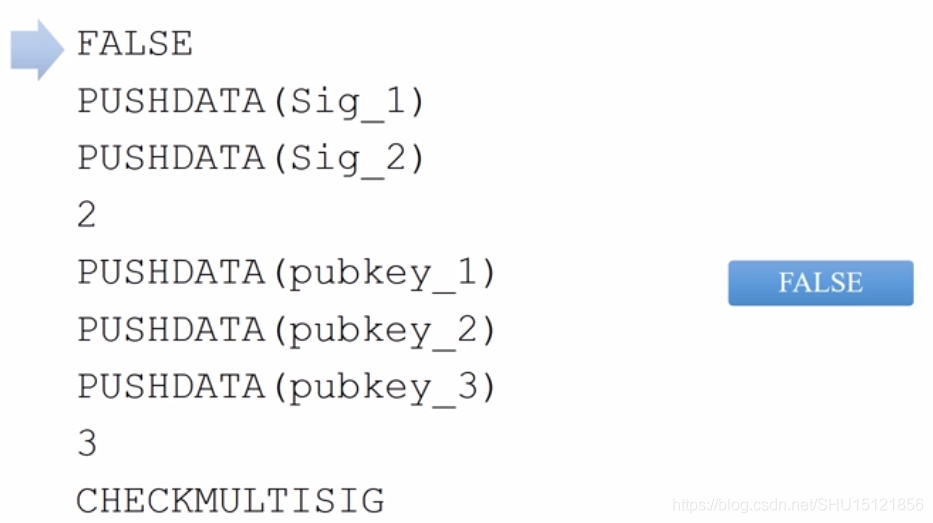 FALSE
PUSHDATA(Sig_1)
PUSHDATA(Sig_2)
2
PUSHDATA(pubkey_1)
FALSE
PUSHDATA(pubkey_2)
PUSHDATA(pubkey_3)
3
CHECKMULTISIG
https://blog.csdn.net/SHU15121856